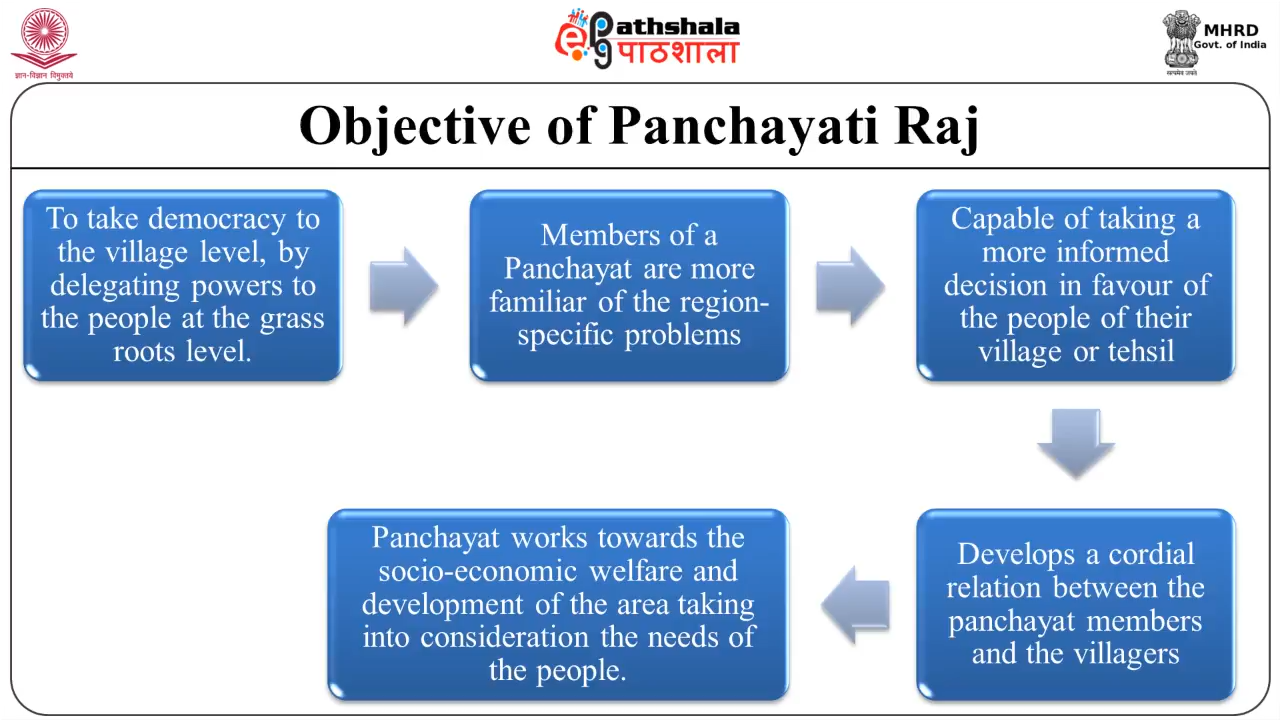 ज्ञान-विज्ञान विमुक्तये
ePathshala
पाठशाला
MHRD
Govt. of India
सत्यमेव जयते
Objective of Panchayati Raj
To take democracy to
the village level, by
delegating powers to
the people at the grass
roots level.
Members of a
Panchayat are more
familiar of the region-
specific problems
Capable of taking a
more informed
decision in favour of
the people of their
village or tehsil
Develops a cordial
relation between the
panchayat members
and the villagers
Panchayat works towards the
socio-economic welfare and
development of the area taking
into consideration the needs of
the people.